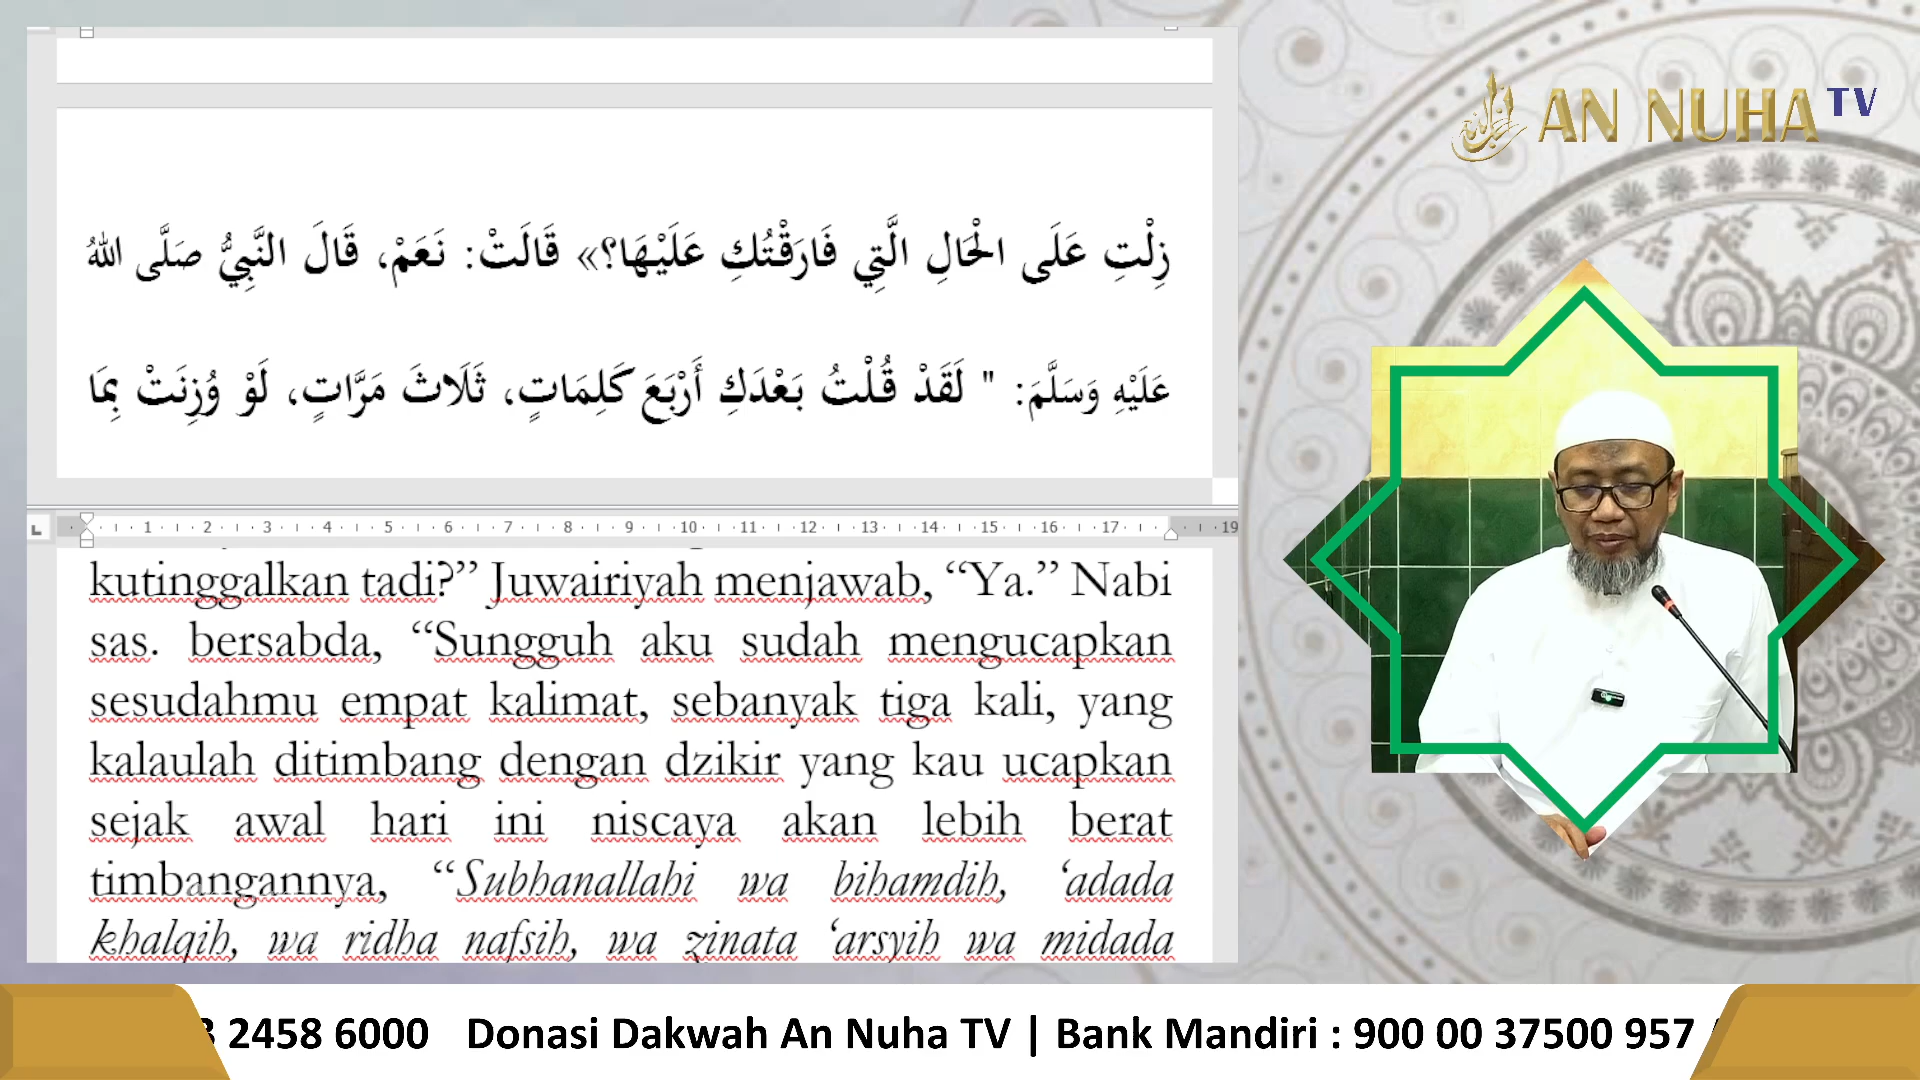 زِلْتِ عَلَى الْحَالِ الَّتِي فَارَقْتُكِ عَلَيْهَا؟» قَالَتْ: نَعَمْ، قَالَ النَّبِيُّ صَلَّى اللهُ
عَلَيْهِ وَسَلَّمَ: " لَقَدْ قُلْتُ بَعْدَكِ أَرْبَعَ كَلِمَاتٍ، ثَلَاثَ مَرَّاتٍ، لَوْ وُزِنَتْ بِمَا
1 2 3 4 5 6 7 8 9 10 11 12 13 14 15 16 17 19
kutinggalkan tadi?” Juwairiyah menjawab, “Ya.” Nabi
sas. bersabda, “Sungguh aku sudah mengucapkan
sesudahmu empat kalimat, sebanyak tiga kali, yang
kalaulah ditimbang dengan dzikir yang kau ucapkan
sejak awal hari ini niscaya akan lebih berat
timbangannya, “Subhanallahi wa bihamdih, ‘adada
khalqih, wa ridha nafsih, wa zinata ‘arsyih wa midada
AN NUHA TV
2458 6000 Donasi Dakwah An Nuha TV | Bank Mandiri : 900 00 37500 957